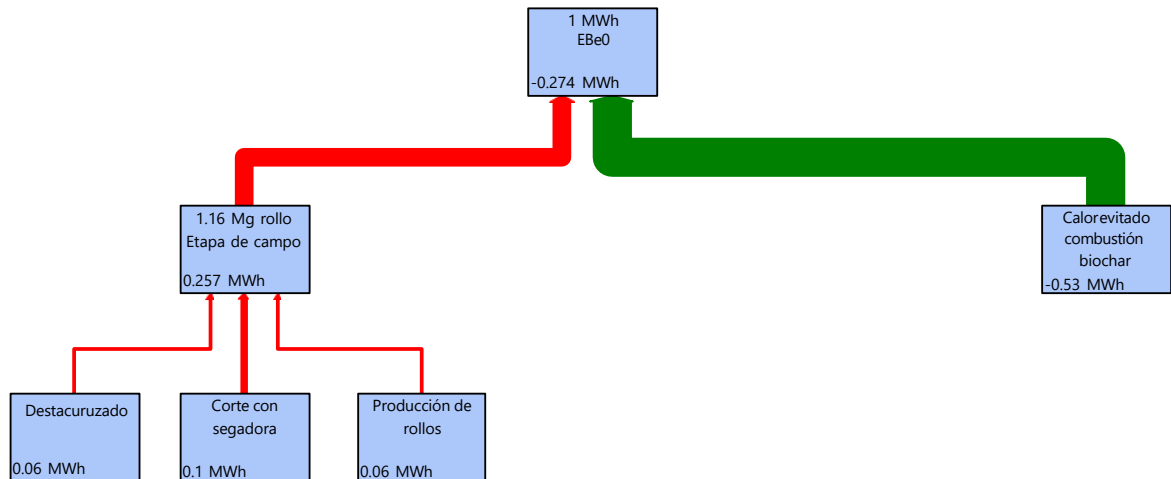 1 MWh
EBe0
-0.274 MWh
1.16 Mg rollo
Etapa de campo
0.257 MWh
Calorevitado
combustión
biochar
-0.53 MWh
Destacuruzado
0.06 MWh
Corte con
segadora
0.1 MWh
Producción de
rollos
0.06 MWh